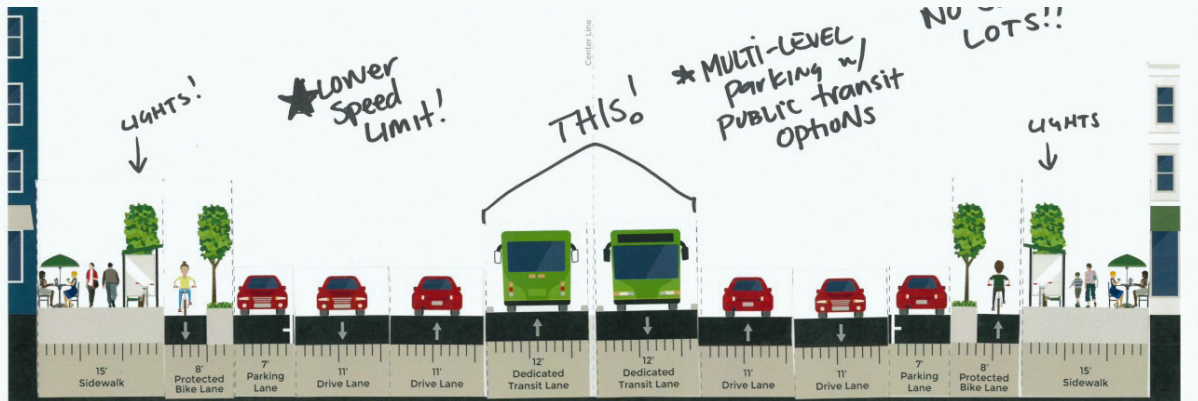 NO
LOTS!!
Center Line
LIGHTS!
★LOWER
Speed
LIMIT!
THIS!
* MULTI-LEVEL
parking w/
PUBLIC transit
OPTIONS
LIGHTS
15'
Sidewalk
8'
Protected
Bike Lane
7'
Parking
Lane
11'
Drive Lane
11'
Drive Lane
12'
Dedicated
Transit Lane
12'
Dedicated
Transit Lane
11'
Drive Lane
11'
Drive Lane
7'
Parking
Lane
8'
Protected
Bike Lane
15'
Sidewalk